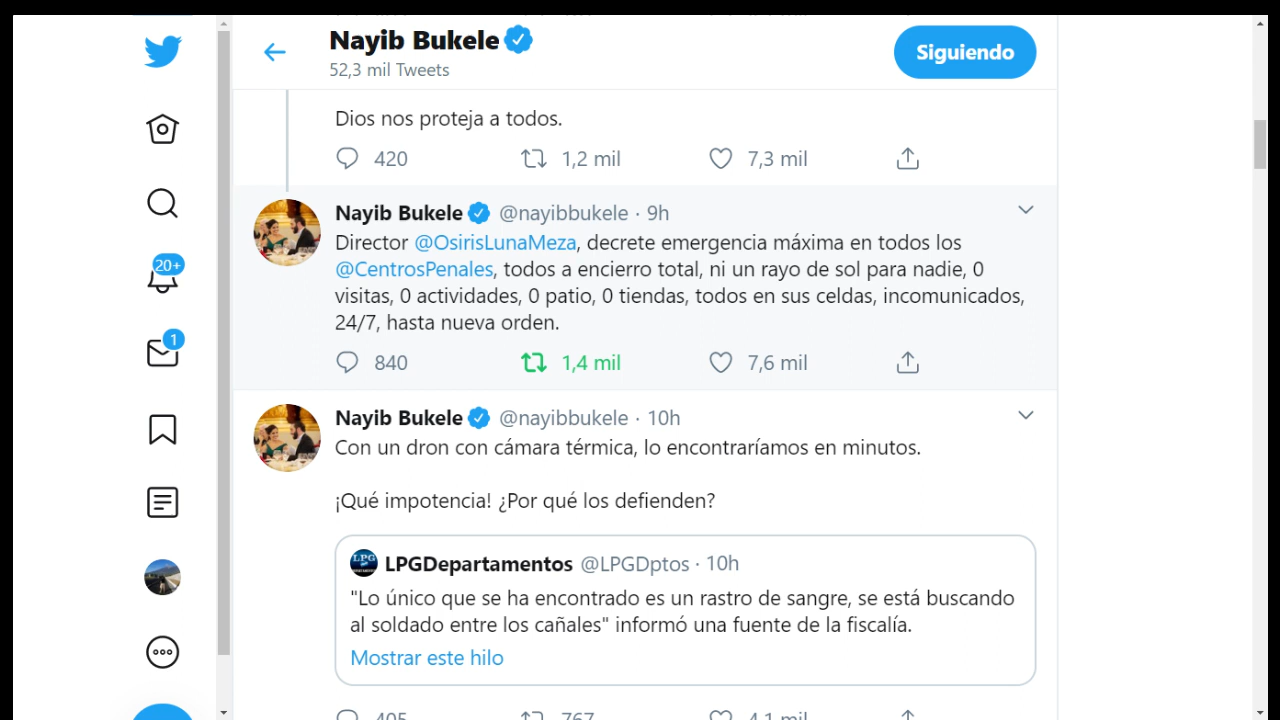 Nayib Bukele
52,3 mil Tweets
Siguiendo
Dios nos proteja a todos.
420 1,2 mil 7,3 mil
20+
1
Nayib Bukele @nayibbukele · 9h
Director @OsirisLunaMeza, decrete emergencia máxima en todos los
@CentrosPenales, todos a encierro total, ni un rayo de sol para nadie, 0
visitas, 0 actividades, 0 patio, 0 tiendas, todos en sus celdas, incomunicados,
24/7, hasta nueva orden.
840 1,4 mil 7,6 mil
Nayib Bukele @nayibbukele · 10h
Con un dron con cámara térmica, lo encontraríamos en minutos.
¡Qué impotencia! ¿Por qué los defienden?
LPG
LPGDepartamentos @LPGDptos · 10h
"Lo único que se ha encontrado es un rastro de sangre, se está buscando
al soldado entre los cañales" informó una fuente de la fiscalía.
Mostrar este hilo
405 767 4,1 mil